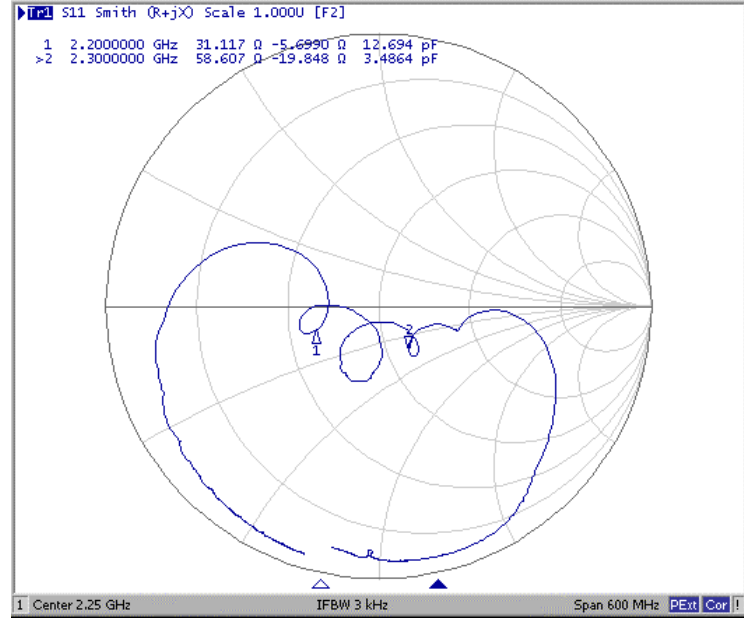 Tr1 S11 Smith (R+jX) Scale 1.000U [F2]
1 2.2000000 GHz 31.117 Ω -5.6990 Ω 12.694 pF
>2 2.3000000 GHz 58.607 Ω -19.848 Ω 3.4864 pF
2
1
1 Center 2.25 GHz IFBW 3 kHz Span 600 MHz PExt Cor !